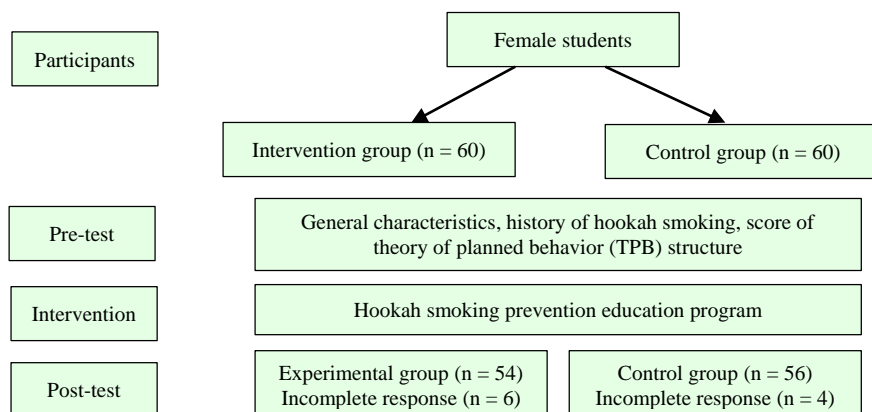 Participants
Female students
Intervention group (n = 60)
Control group (n = 60)
Pre-test
General characteristics, history of hookah smoking, score of
theory of planned behavior (TPB) structure
Intervention
Hookah smoking prevention education program
Post-test
Experimental group (n = 54)
Incomplete response (n = 6)
Control group (n = 56)
Incomplete response (n = 4)